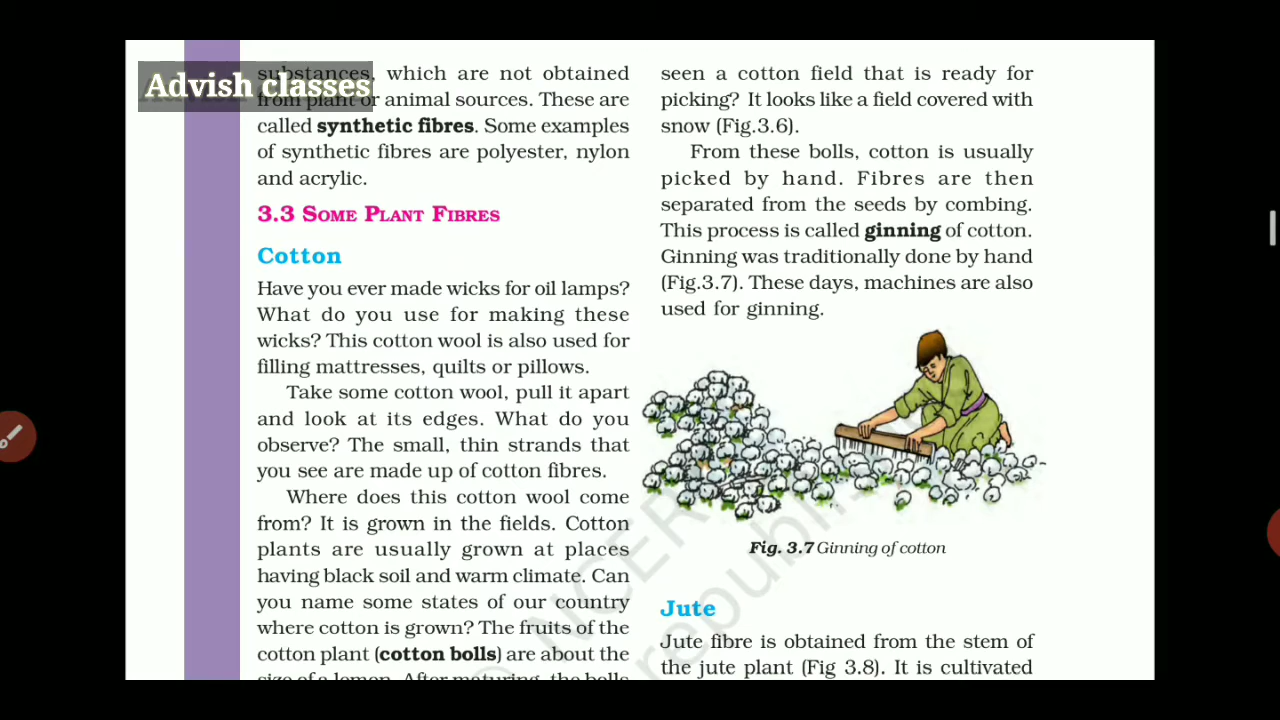 Advish classes
substances, which are not obtained
from plant or animal sources. These are
called synthetic fibres. Some examples
of synthetic fibres are polyester, nylon
and acrylic.
3.3 SOME PLANT FIBRES
Cotton
Have you ever made wicks for oil lamps?
What do you use for making these
wicks? This cotton wool is also used for
filling mattresses, quilts or pillows.
Take some cotton wool, pull it apart
and look at its edges. What do you
observe? The small, thin strands that
you see are made up of cotton fibres.
Where does this cotton wool come
from? It is grown in the fields. Cotton
plants are usually grown at places
having black soil and warm climate. Can
you name some states of our country
where cotton is grown? The fruits of the
cotton plant (cotton bolls) are about the
size of a lemon. After maturing, the bolls
seen a cotton field that is ready for
picking? It looks like a field covered with
snow (Fig.3.6).
From these bolls, cotton is usually
picked by hand. Fibres are then
separated from the seeds by combing.
This process is called ginning of cotton.
Ginning was traditionally done by hand
(Fig.3.7). These days, machines are also
used for ginning.
Fig. 3.7 Ginning of cotton
Jute
Jute fibre is obtained from the stem of
the jute plant (Fig 3.8). It is cultivated
© NCER
republi